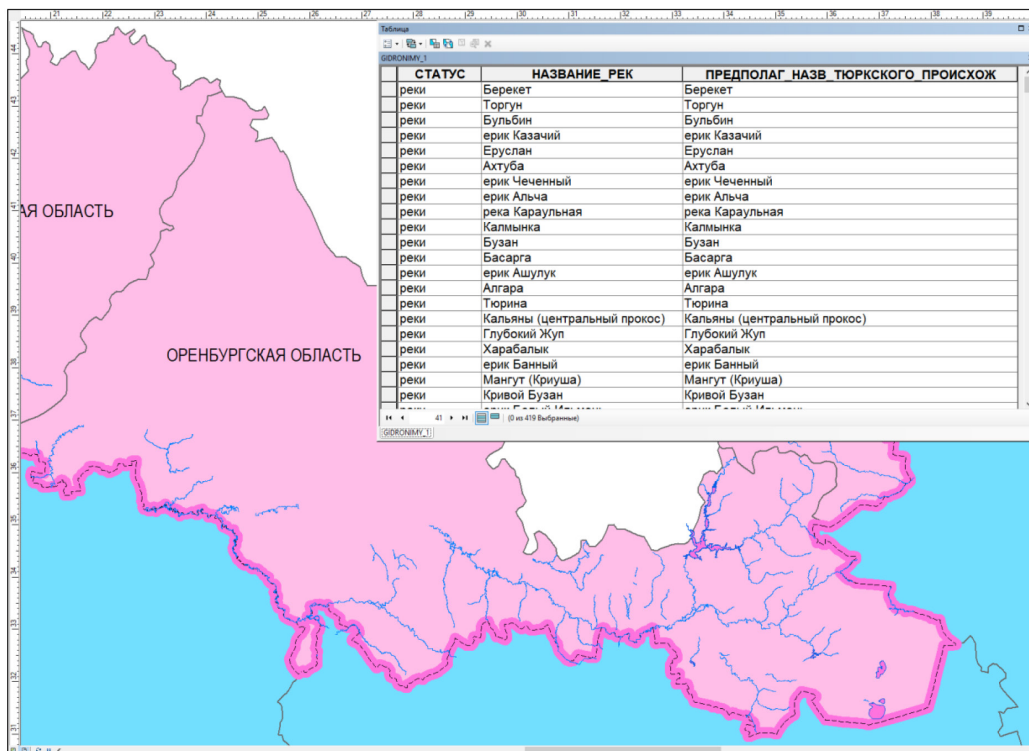 21 22 23 24 25 26 27 28 29 30 31 32 33 34 35 36 37 38 39
Таблица
GIDRONIMY_1
СТАТУС НАЗВАНИЕ_РЕК ПРЕДПОЛАГ_НАЗВ_ТЮРКСКОГО_ПРОИСХОЖ
реки Берекет Берекет
реки Торгун Торгун
реки Бульбин Бульбин
реки ерик Казачий ерик Казачий
реки Еруслан Еруслан
реки Ахтуба Ахтуба
реки ерик Чеченный ерик Чеченный
реки ерик Альча ерик Альча
реки река Караульная река Караульная
реки Калмынка Калмынка
реки Бузан Бузан
реки Басарга Басарга
реки ерик Ашулук ерик Ашулук
реки Алгара Алгара
реки Тюрина Тюрина
реки Кальяны (центральный прокос) Кальяны (центральный прокос)
реки Глубокий Жуп Глубокий Жуп
реки Харабалык Харабалык
реки ерик Банный ерик Банный
реки Мангут (Криуша) Мангут (Криуша)
реки Кривой Бузан Кривой Бузан
41 (0 из 419 Выбранные)
GIDRONIMY_1
АЯ ОБЛАСТЬ
ОРЕНБУРГСКАЯ ОБЛАСТЬ
44
43
42
41
40
39
38
37
36
35
34
33
32
31